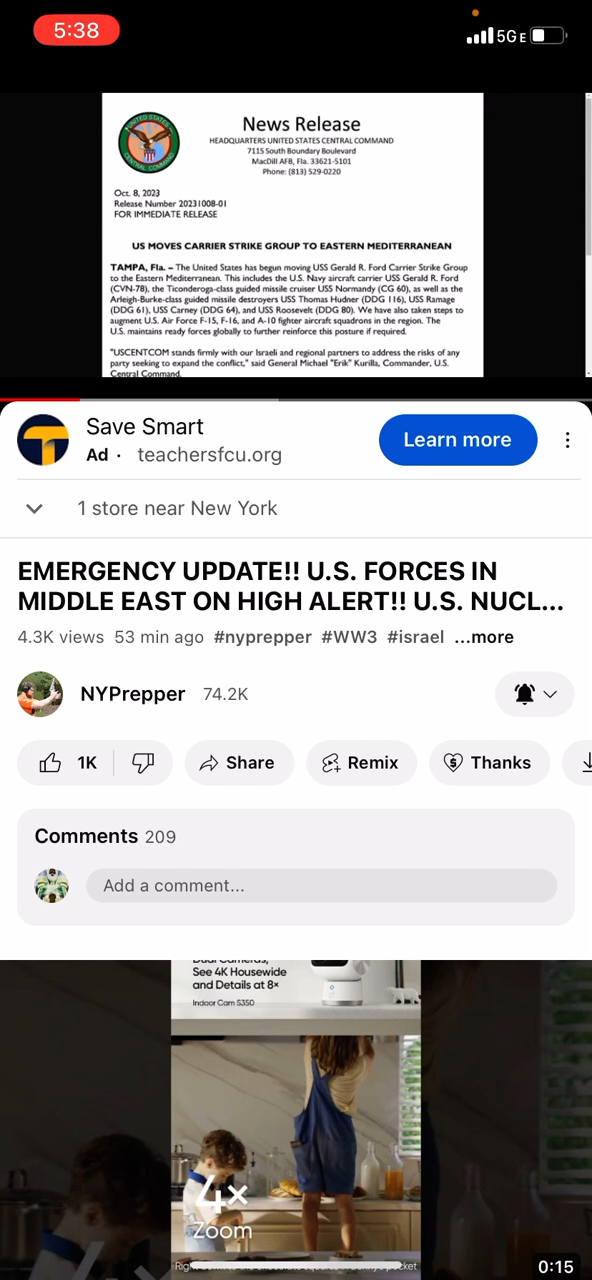 5:38
5GE
UNITED STATES
CENTRAL COMMAND
News Release
HEADQUARTERS UNITED STATES CENTRAL COMMAND
7115 South Boundary Boulevard
MacDill AFB, Fla. 33621-5101
Phone: (813) 529-0220
Oct. 8, 2023
Release Number 20231008-01
FOR IMMEDIATE RELEASE
US MOVES CARRIER STRIKE GROUP TO EASTERN MEDITERRANEAN
TAMPA, Fla. – The United States has begun moving USS Gerald R. Ford Carrier Strike Group
to the Eastern Mediterranean. This includes the U.S. Navy aircraft carrier USS Gerald R. Ford
(CVN-78), the Ticonderoga-class guided missile cruiser USS Normandy (CG 60), as well as the
Arleigh-Burke-class guided missile destroyers USS Thomas Hudner (DDG 116), USS Ramage
(DDG 61), USS Carney (DDG 64), and USS Roosevelt (DDG 80). We have also taken steps to
augment U.S. Air Force F-15, F-16, and A-10 fighter aircraft squadrons in the region. The
U.S. maintains ready forces globally to further reinforce this posture if required.
"USCENTCOM stands firmly with our Israeli and regional partners to address the risks of any
party seeking to expand the conflict," said General Michael "Erik" Kurilla, Commander, U.S.
Central Command.
Save Smart
Ad · teachersfcu.org
Learn more
1 store near New York
EMERGENCY UPDATE!! U.S. FORCES IN
MIDDLE EAST ON HIGH ALERT!! U.S. NUCL...
4.3K views 53 min ago #nyprepper #WW3 #israel ...more
NYPrepper 74.2K
1K Share Remix Thanks
Comments 209
Add a comment...
Dual Cameras,
See 4K Housewide
and Details at 8×
Indoor Cam S350
4×
Zoom
0:15